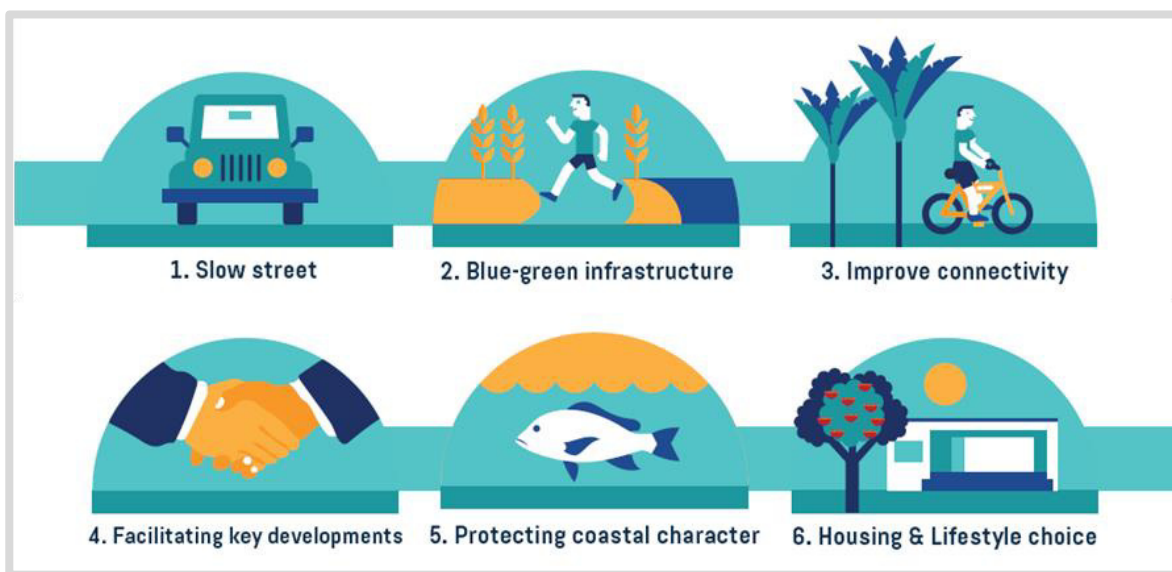 1. Slow street
2. Blue-green infrastructure
3. Improve connectivity
4. Facilitating key developments
5. Protecting coastal character
6. Housing & Lifestyle choice